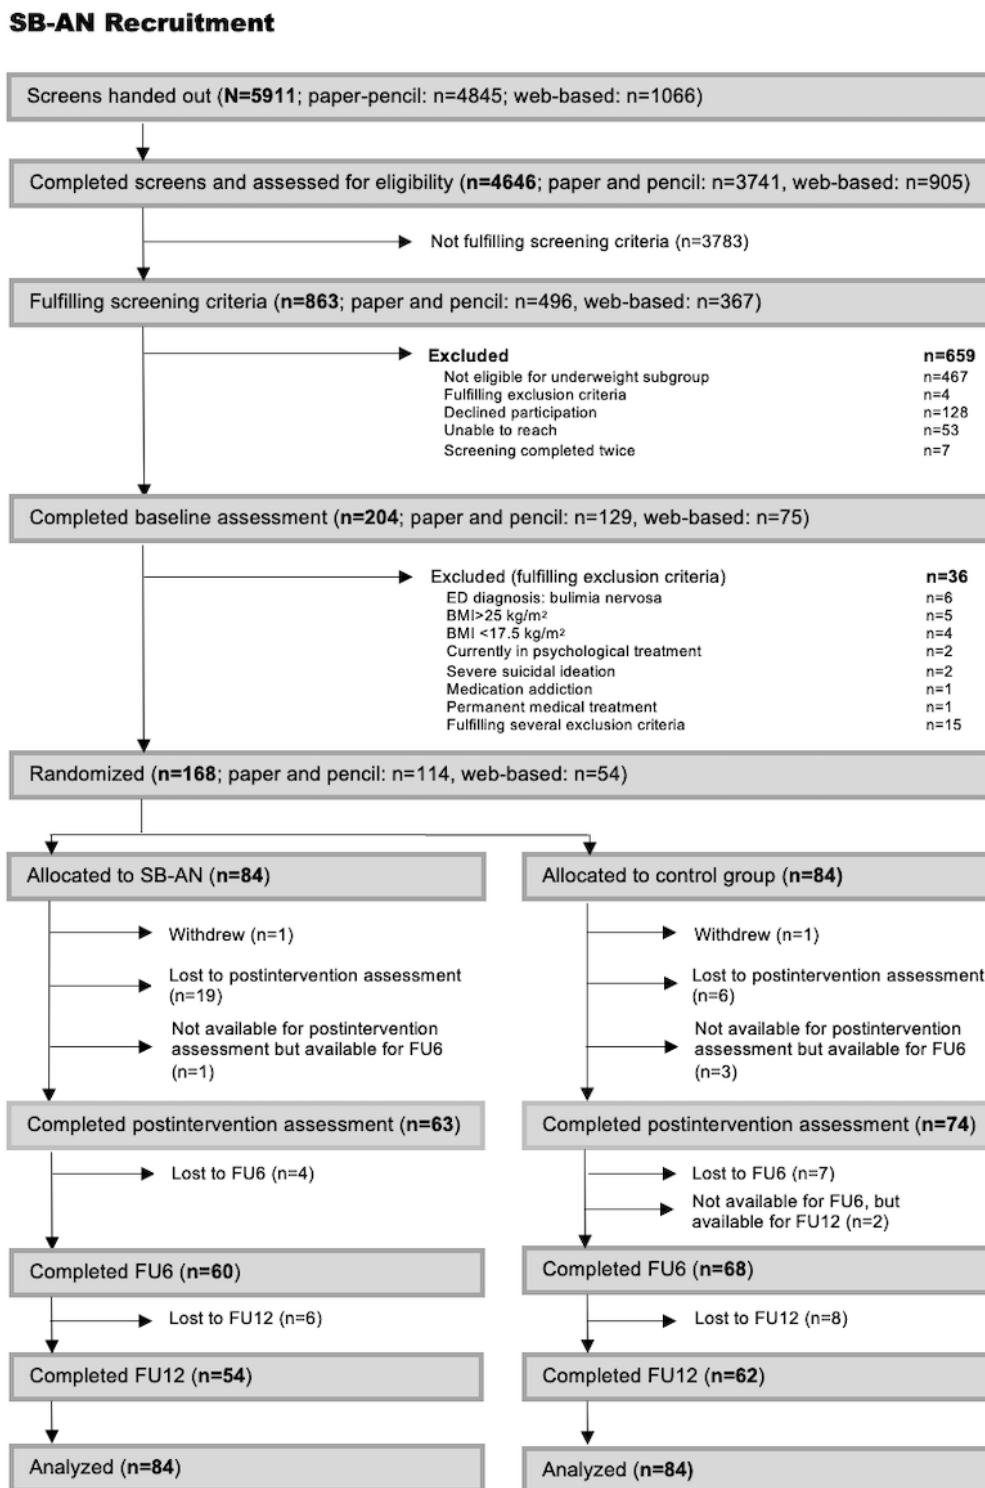 SB-AN Recruitment
Screens handed out (N=5911; paper-pencil: n=4845; web-based: n=1066)
Completed screens and assessed for eligibility (n=4646; paper and pencil: n=3741, web-based: n=905)
Not fulfilling screening criteria (n=3783)
Fulfilling screening criteria (n=863; paper and pencil: n=496, web-based: n=367)
Excluded n=659
Not eligible for underweight subgroup n=467
Fulfilling exclusion criteria n=4
Declined participation n=128
Unable to reach n=53
Screening completed twice n=7
Completed baseline assessment (n=204; paper and pencil: n=129, web-based: n=75)
Excluded (fulfilling exclusion criteria) n=36
ED diagnosis: bulimia nervosa n=6
BMI>25 kg/m² n=5
BMI <17.5 kg/m² n=4
Currently in psychological treatment n=2
Severe suicidal ideation n=2
Medication addiction n=1
Permanent medical treatment n=1
Fulfilling several exclusion criteria n=15
Randomized (n=168; paper and pencil: n=114, web-based: n=54)
Allocated to SB-AN (n=84)
Withdrew (n=1)
Lost to postintervention assessment
(n=19)
Not available for postintervention
assessment but available for FU6
(n=1)
Completed postintervention assessment (n=63)
Lost to FU6 (n=4)
Completed FU6 (n=60)
Lost to FU12 (n=6)
Completed FU12 (n=54)
Analyzed (n=84)
Allocated to control group (n=84)
Withdrew (n=1)
Lost to postintervention assessment
(n=6)
Not available for postintervention
assessment but available for FU6
(n=3)
Completed postintervention assessment (n=74)
Lost to FU6 (n=7)
Not available for FU6, but
available for FU12 (n=2)
Completed FU6 (n=68)
Lost to FU12 (n=8)
Completed FU12 (n=62)
Analyzed (n=84)